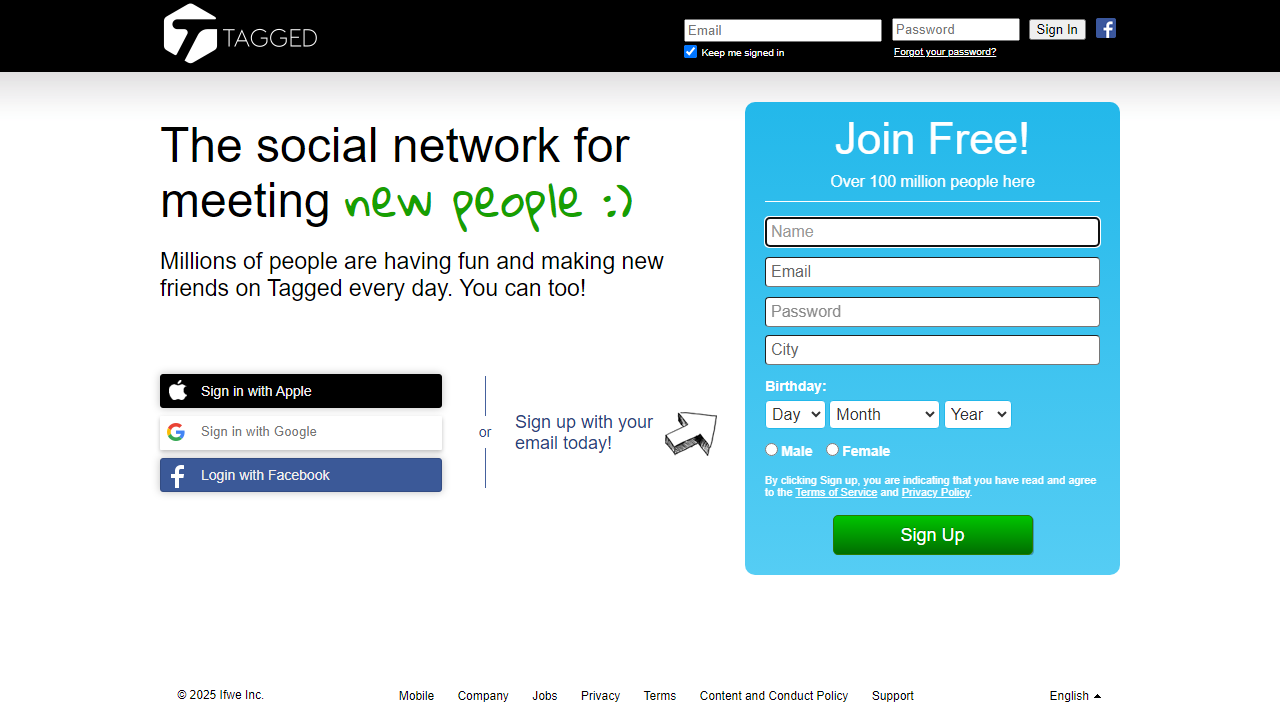 TAGGED
Email
Password
Sign In
Keep me signed in
Forgot your password?
The social network for
meeting new people :)
Millions of people are having fun and making new
friends on Tagged every day. You can too!
Sign in with Apple
Sign in with Google
Login with Facebook
or
Sign up with your
email today!
Join Free!
Over 100 million people here
Name
Email
Password
City
Birthday:
Day Month Year
Male Female
By clicking Sign up, you are indicating that you have read and agree
to the Terms of Service and Privacy Policy.
Sign Up
© 2025 Ifwe Inc. Mobile Company Jobs Privacy Terms Content and Conduct Policy Support English